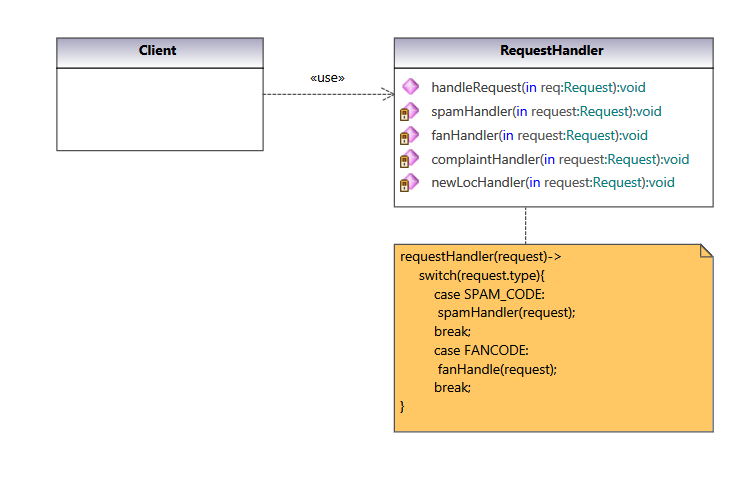 Client
«use»
RequestHandler
handleRequest(in req:Request):void
spamHandler(in request:Request):void
fanHandler(in request:Request):void
complaintHandler(in request:Request):void
newLocHandler(in request:Request):void
requestHandler(request)->
switch(request.type){
case SPAM_CODE:
spamHandler(request);
break;
case FANCODE:
fanHandle(request);
break;
}